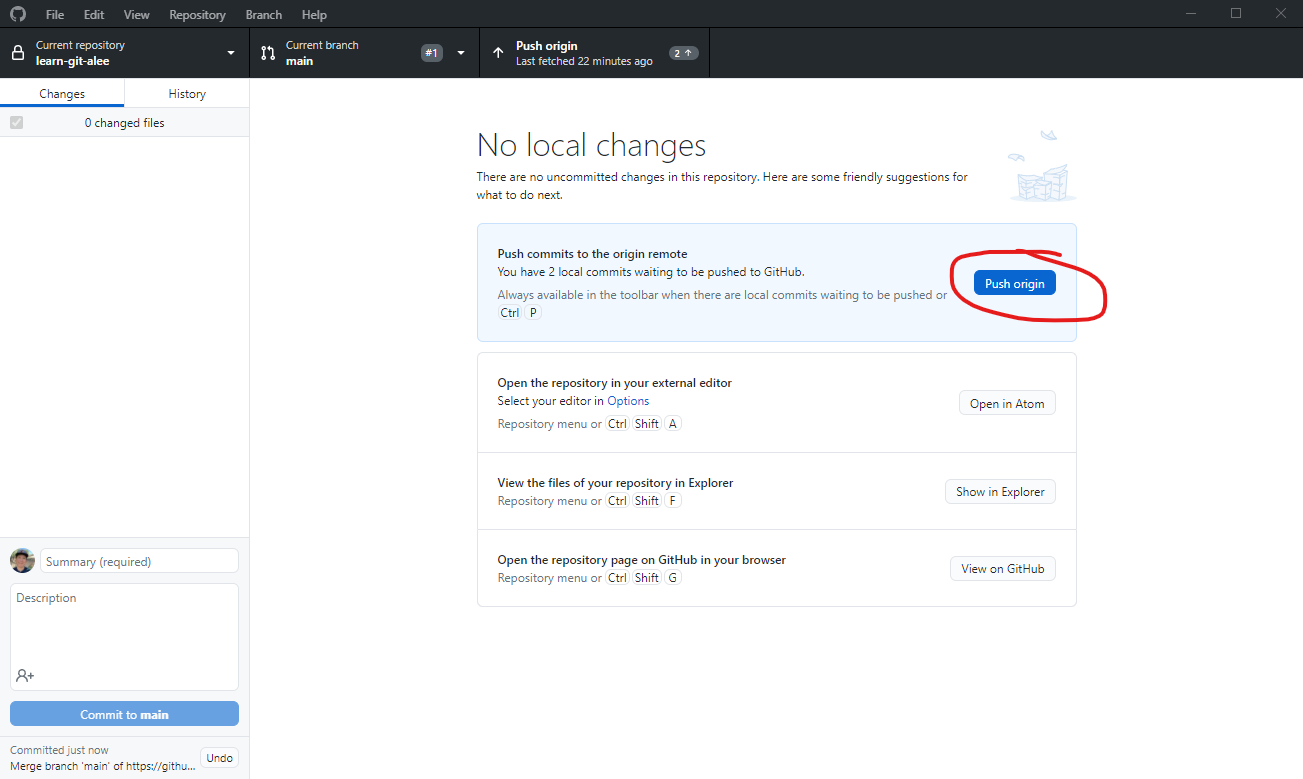 File Edit View Repository Branch Help
Current repository
learn-git-alee
Current branch
main
#1
Push origin
Last fetched 22 minutes ago
2
Changes
History
0 changed files
No local changes
There are no uncommitted changes in this repository. Here are some friendly suggestions for
what to do next.
Push commits to the origin remote
You have 2 local commits waiting to be pushed to GitHub.
Always available in the toolbar when there are local commits waiting to be pushed or
Ctrl P
Push origin
Open the repository in your external editor
Select your editor in Options
Repository menu or Ctrl Shift A
Open in Atom
View the files of your repository in Explorer
Repository menu or Ctrl Shift F
Show in Explorer
Open the repository page on GitHub in your browser
Repository menu or Ctrl Shift G
View on GitHub
Summary (required)
Description
Commit to main
Committed just now
Merge branch 'main' of https://githu...
Undo